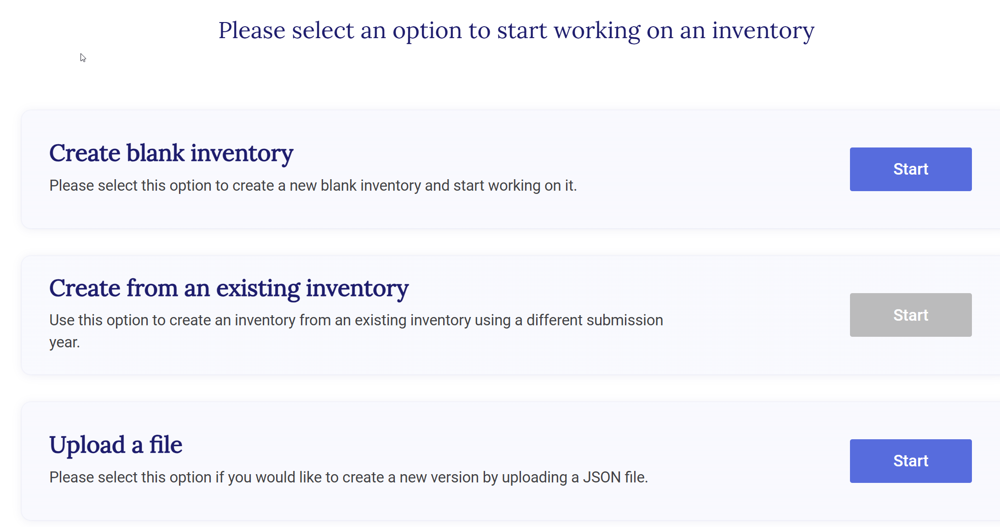 Please select an option to start working on an inventory
Create blank inventory
Please select this option to create a new blank inventory and start working on it.
Start
Create from an existing inventory
Use this option to create an inventory from an existing inventory using a different submission
year.
Start
Upload a file
Please select this option if you would like to create a new version by uploading a JSON file.
Start